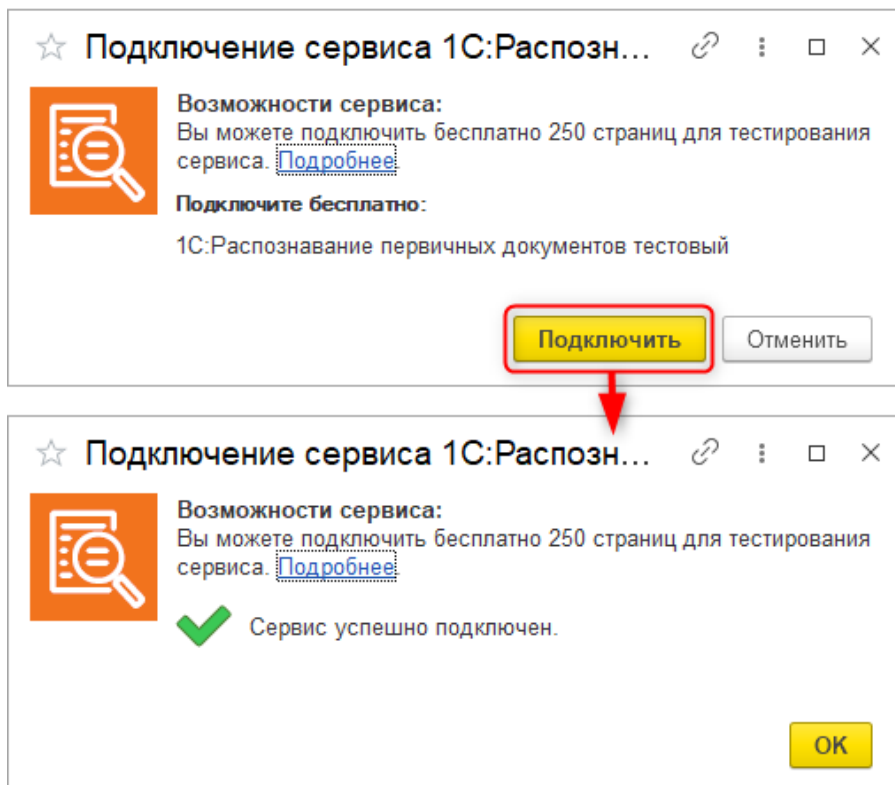 Подключение сервиса 1С:Распозн...
Возможности сервиса:
Вы можете подключить бесплатно 250 страниц для тестирования
сервиса. Подробнее.
Подключите бесплатно:
1С:Распознавание первичных документов тестовый
Подключить
Отменить
Подключение сервиса 1С:Распозн...
Возможности сервиса:
Вы можете подключить бесплатно 250 страниц для тестирования
сервиса. Подробнее.
Сервис успешно подключен.
ОК